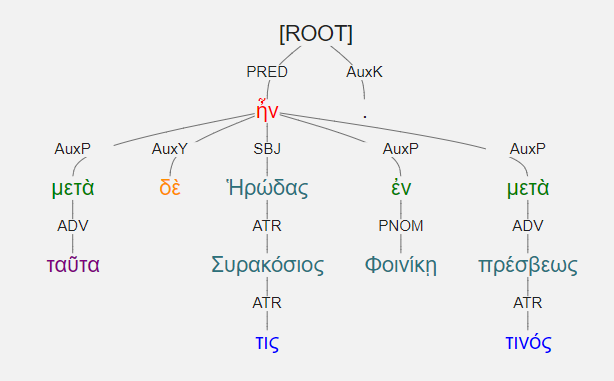 [ROOT]
PRED AuxK
ἦν .
AuxP AuxY SBJ AuxP AuxP
μετὰ δὲ Ἡρώδας ἐν μετὰ
ADV ATR PNOM ADV
ταῦτα Συρακόσιος Φοινίκῃ πρέσβεως
ATR ATR
τις τινός